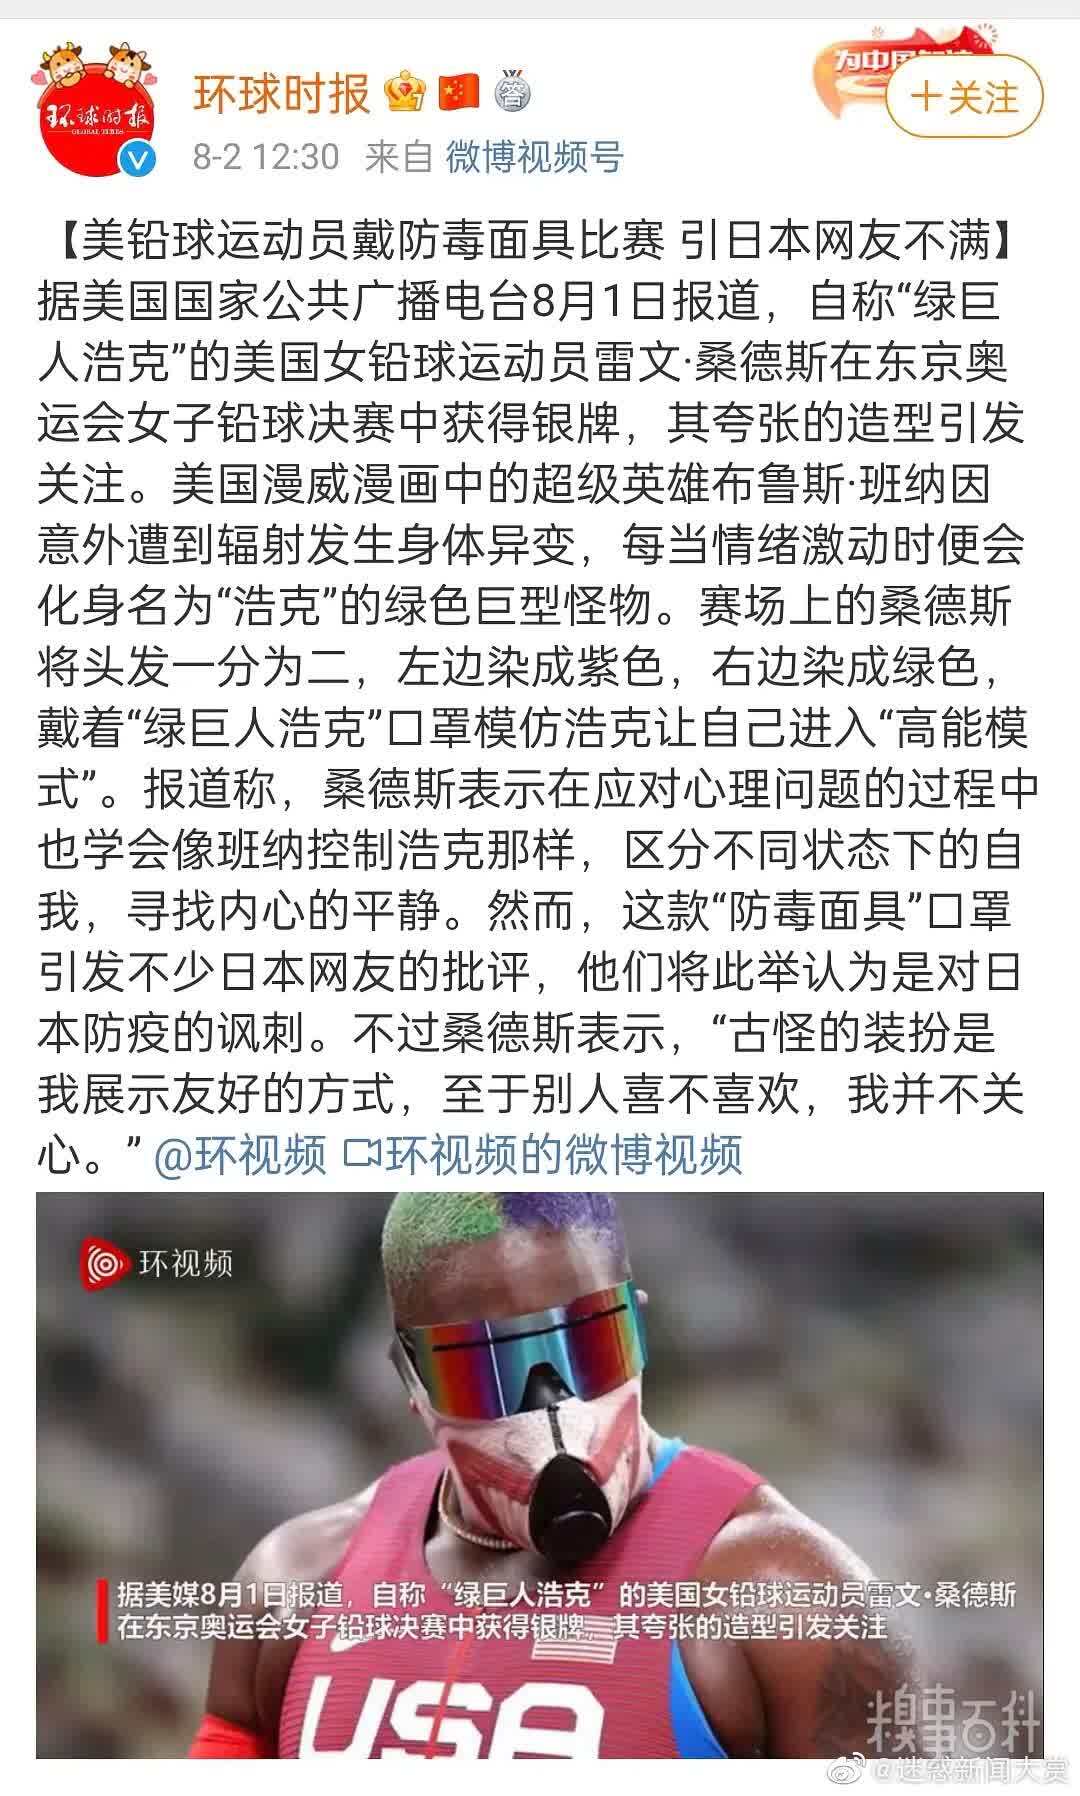 为中国
环球时报
GLOBAL TIMES
环球时报
答
十关注
8-2 12:30 来自 微博视频号
【美铅球运动员戴防毒面具比赛 引日本网友不满】
据美国国家公共广播电台8月1日报道，自称“绿巨
人浩克”的美国女铅球运动员雷文·桑德斯在东京奥
运会女子铅球决赛中获得银牌，其夸张的造型引发
关注。美国漫威漫画中的超级英雄布鲁斯·班纳因
意外遭到辐射发生身体异变，每当情绪激动时便会
化身名为“浩克”的绿色巨型怪物。赛场上的桑德斯
将头发一分为二，左边染成紫色，右边染成绿色，
戴着“绿巨人浩克”口罩模仿浩克让自己进入“高能模
式”。报道称，桑德斯表示在应对心理问题的过程中
也学会像班纳控制浩克那样，区分不同状态下的自
我，寻找内心的平静。然而，这款“防毒面具”口罩
引发不少日本网友的批评，他们将此举认为是对日
本防疫的讽刺。不过桑德斯表示，“古怪的装扮是
我展示友好的方式，至于别人喜不喜欢，我并不关
心。” @环视频 环视频的微博视频
环视频
据美媒8月1日报道，自称“绿巨人浩克”的美国女铅球运动员雷文·桑德斯
在东京奥运会女子铅球决赛中获得银牌，其夸张的造型引发关注
USA
糗事百科
@迷惑新闻大赏